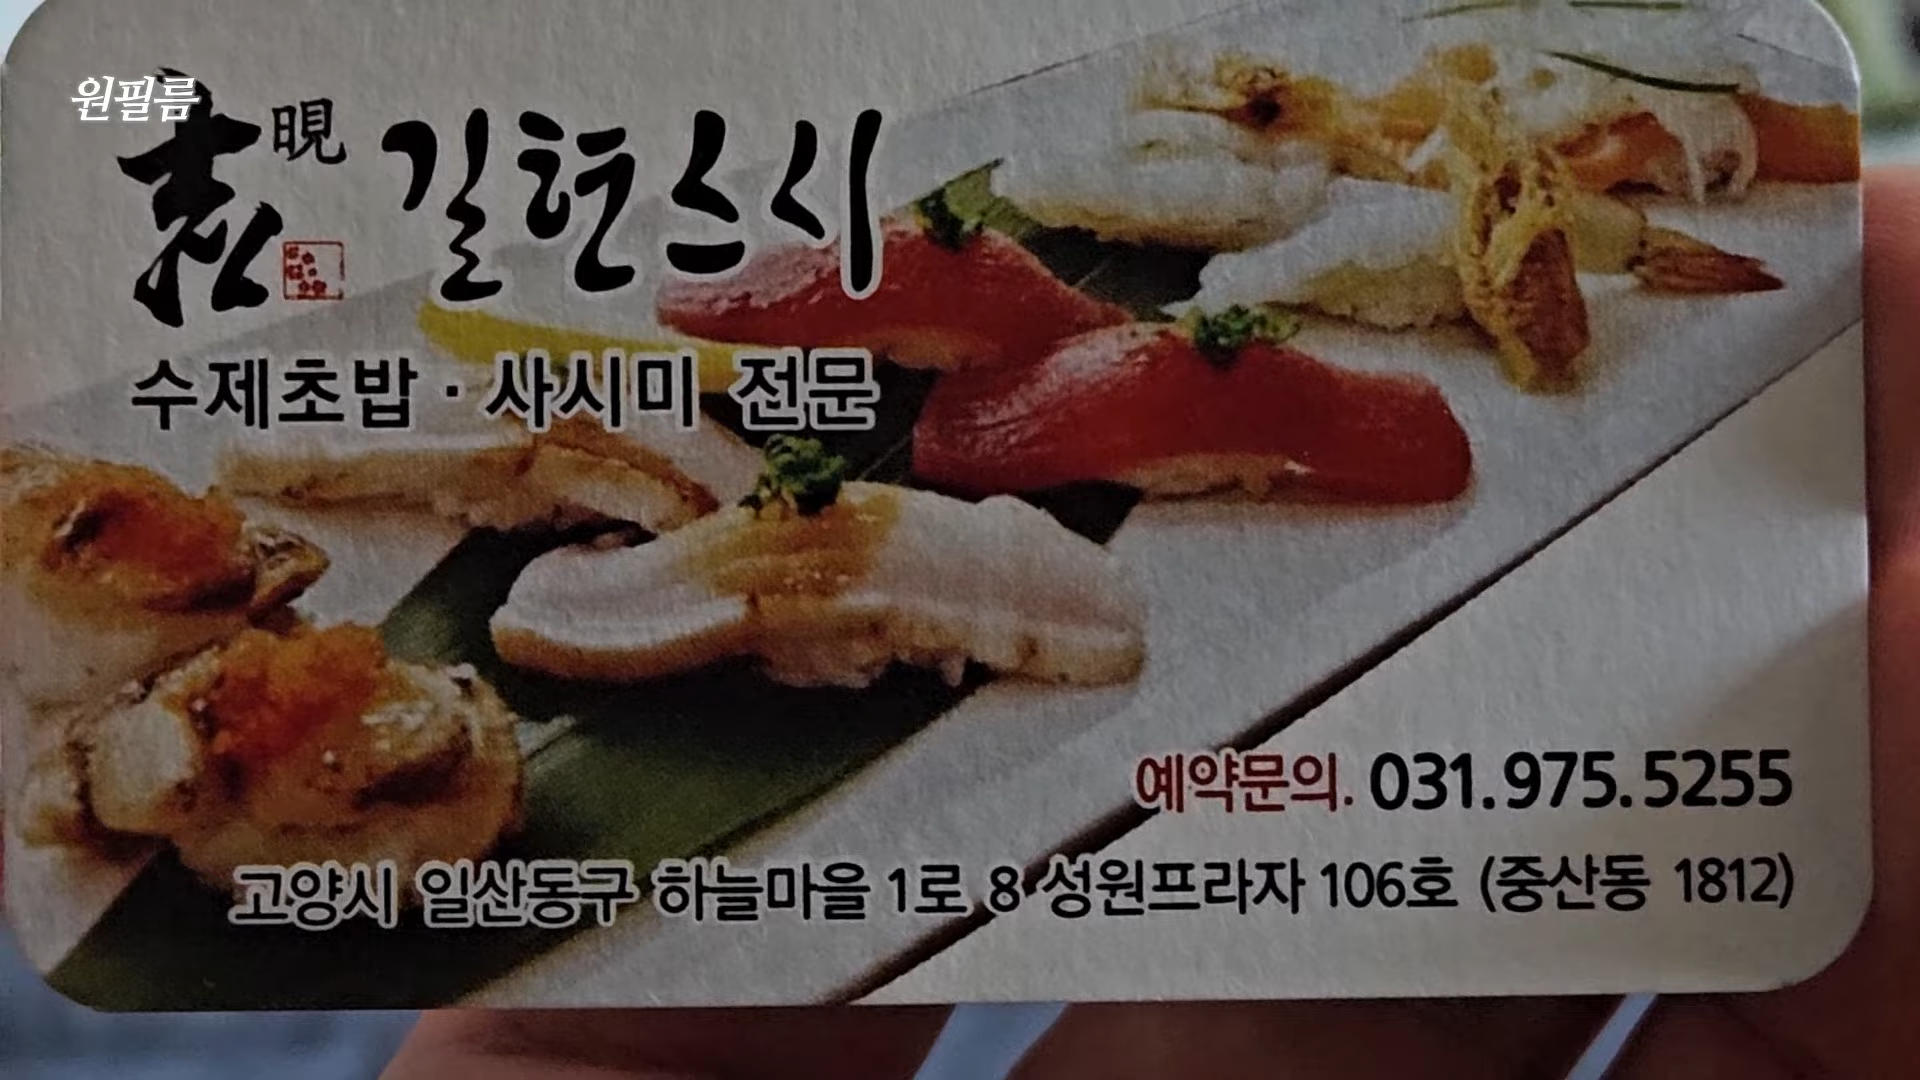 원필름
晛
길현스시
수제초밥·사시미 전문
예약문의. 031.975.5255
고양시 일산동구 하늘마을 1로 8 성원프라자 106호 (중산동 1812)